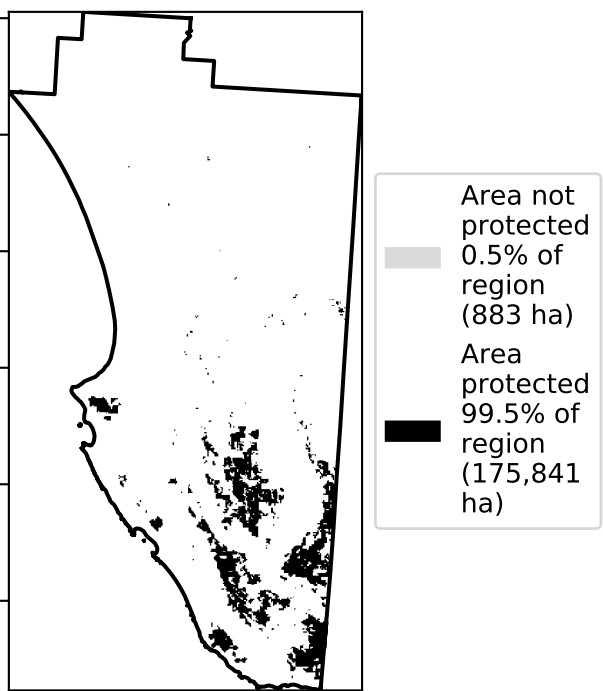 Area not
protected
0.5% of
region
(883 ha)
Area
protected
99.5% of
region
(175,841
ha)